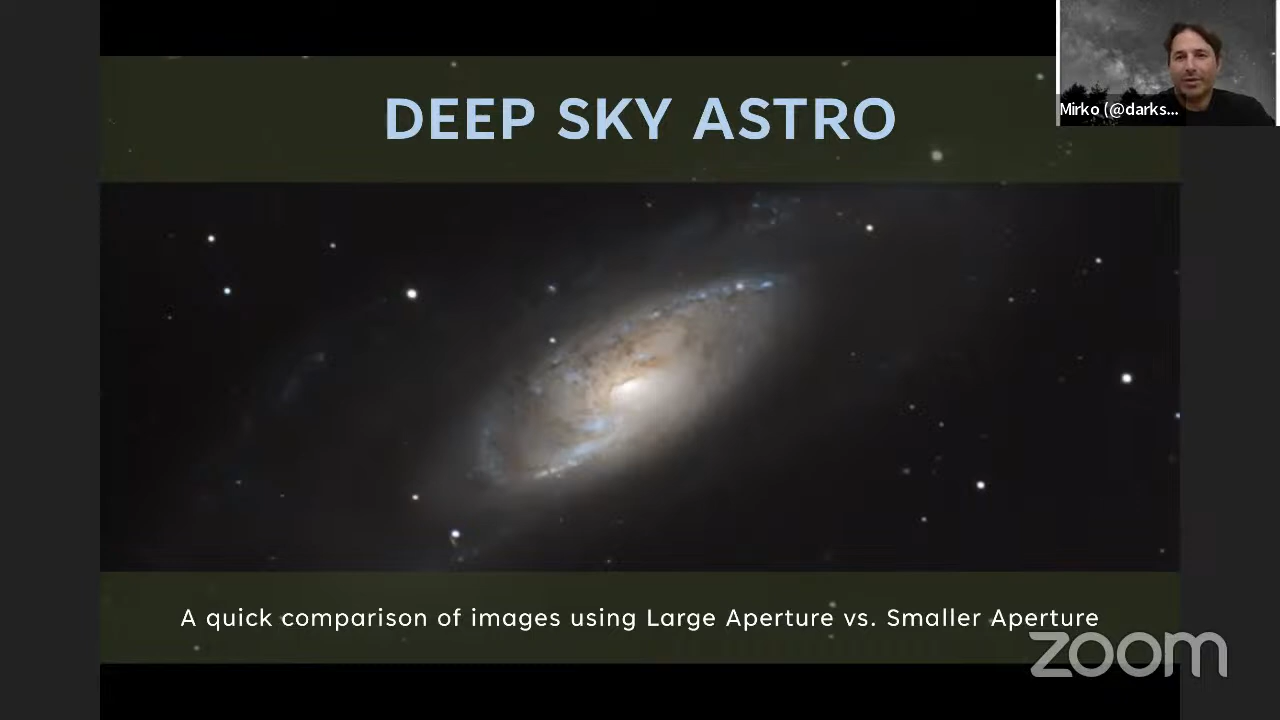 DEEP SKY ASTRO
Mirko (@darks...
A quick comparison of images using Large Aperture vs. Smaller Aperture
zoom